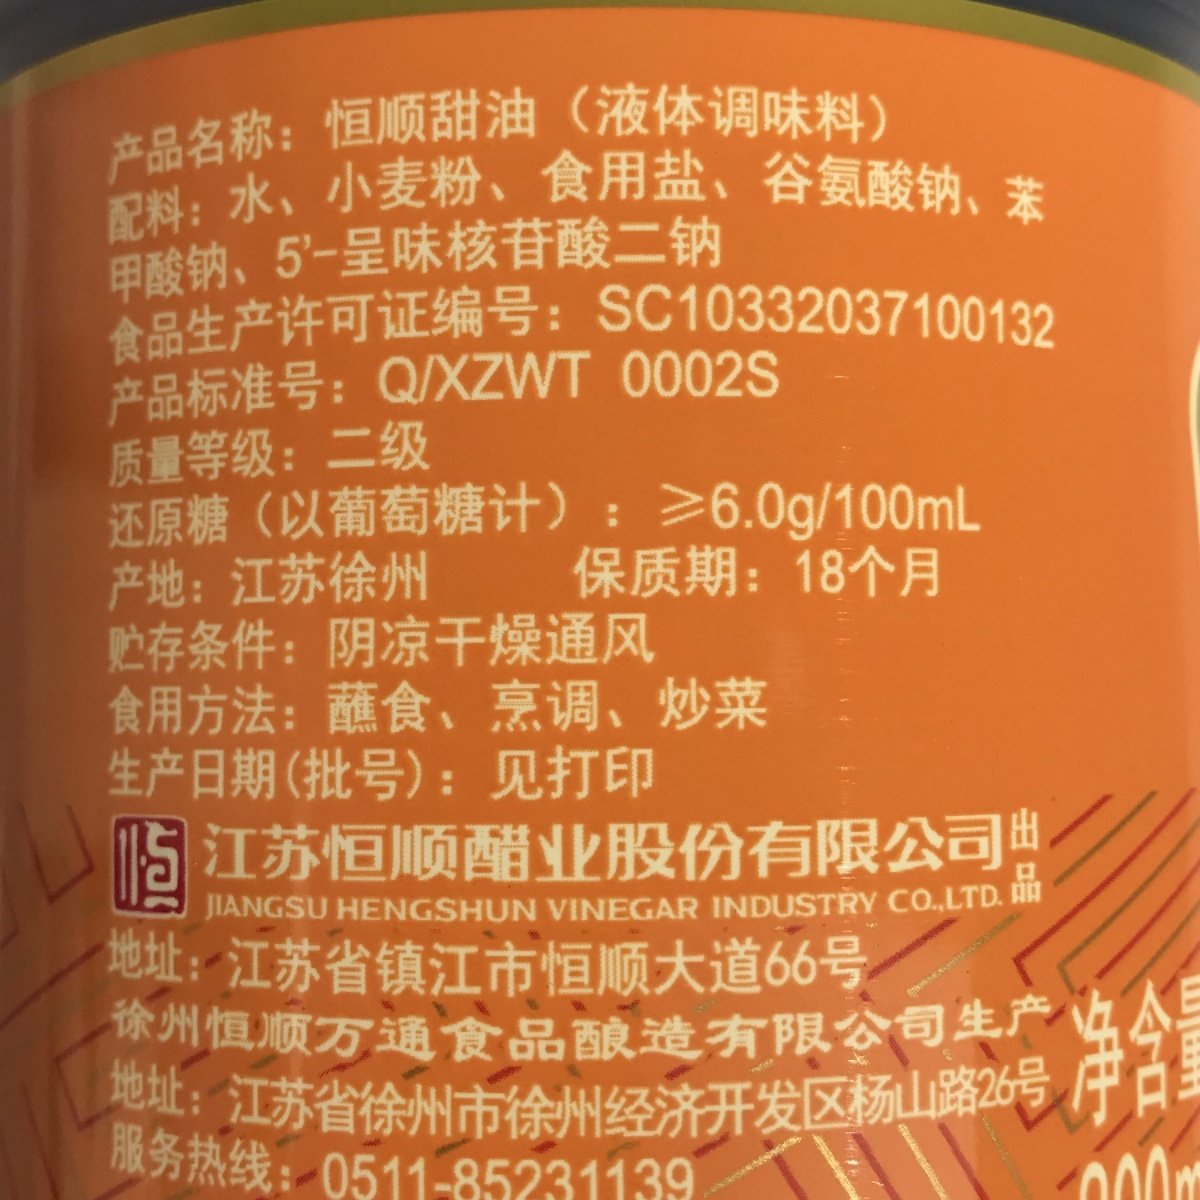 产品名称：恒顺甜油（液体调味料）
配料：水、小麦粉、食用盐、谷氨酸钠、苯
甲酸钠、5’-呈味核苷酸二钠
食品生产许可证编号：SC10332037100132
产品标准号：Q/XZWT 0002S
质量等级：二级
还原糖（以葡萄糖计）：≥6.0g/100mL
产地：江苏徐州 保质期：18个月
贮存条件：阴凉干燥通风
食用方法：蘸食、烹调、炒菜
生产日期(批号)：见打印
恒 江苏恒顺醋业股份有限公司出品
JIANGSU HENGSHUN VINEGAR INDUSTRY CO.,LTD.
地址：江苏省镇江市恒顺大道66号
徐州恒顺万通食品酿造有限公司生产
地址：江苏省徐州市徐州经济开发区杨山路26号
服务热线：0511-85231139
净含量